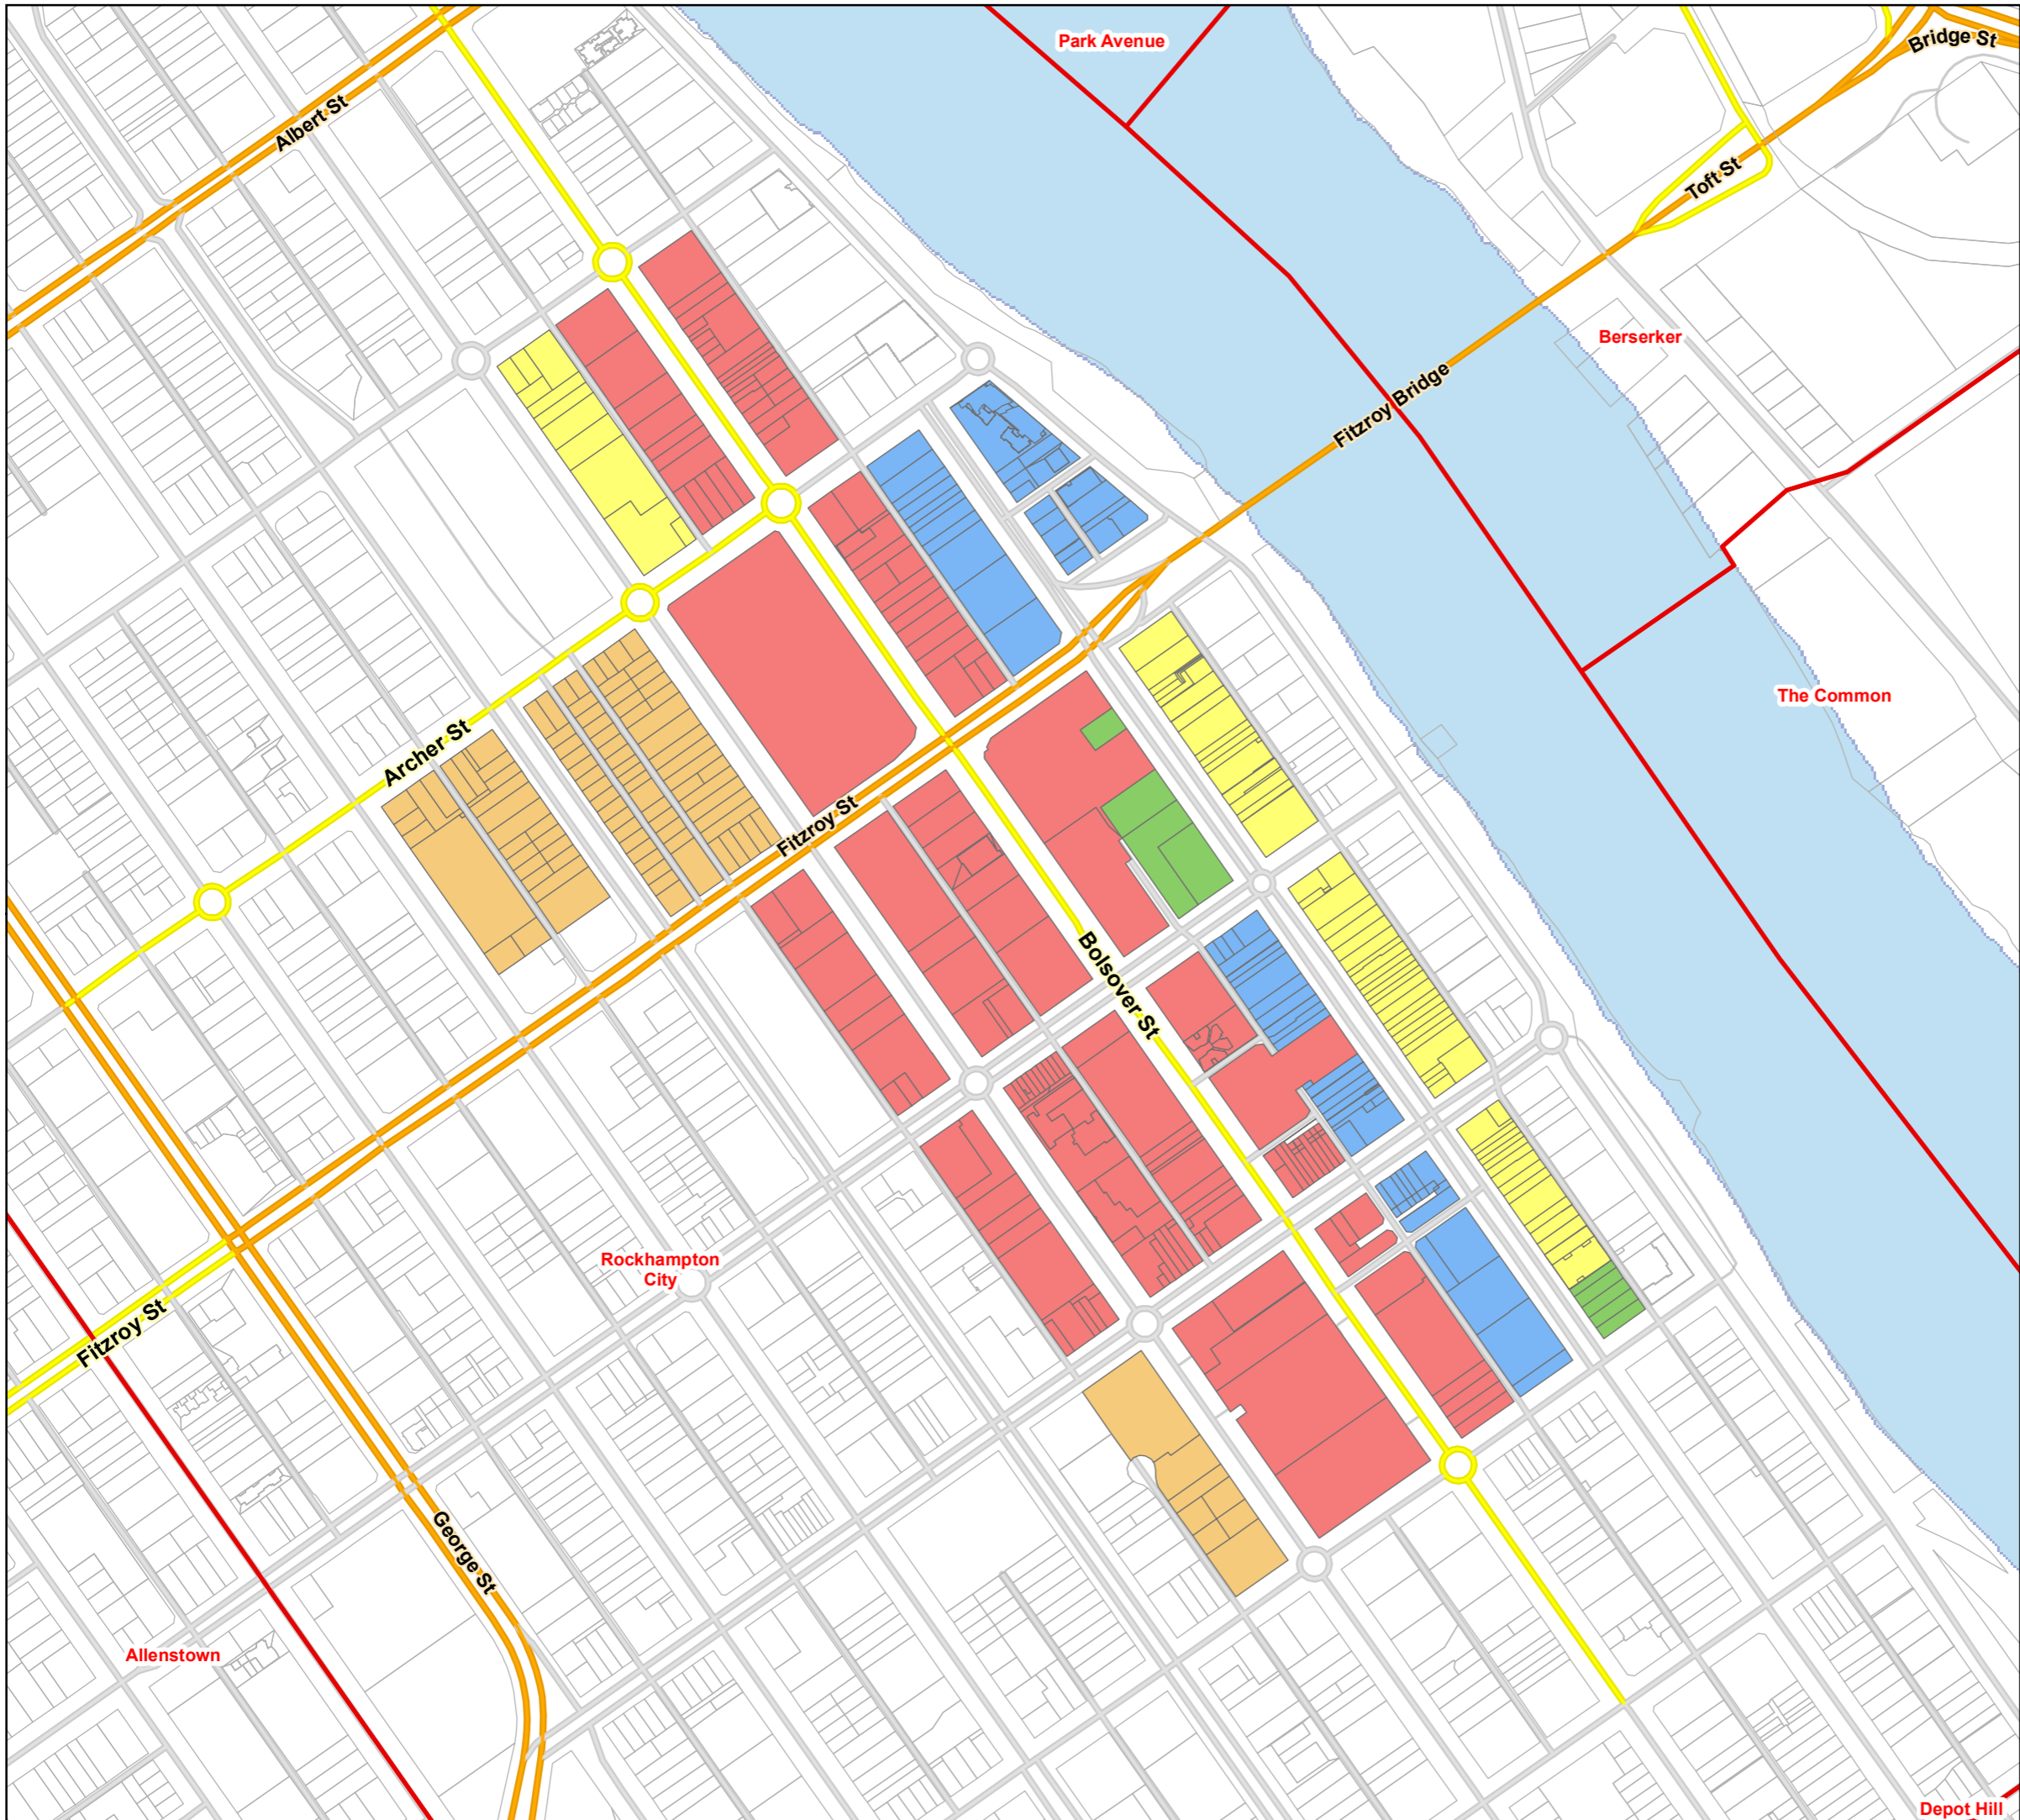 Park Avenue
Bridge St
Albert St
Toft St
Berserker
Fitzroy Bridge
The Common
Archer St
Fitzroy St
Bolsover St
Rockhampton
City
Fitzroy St
George St
Allenstown
Depot Hill